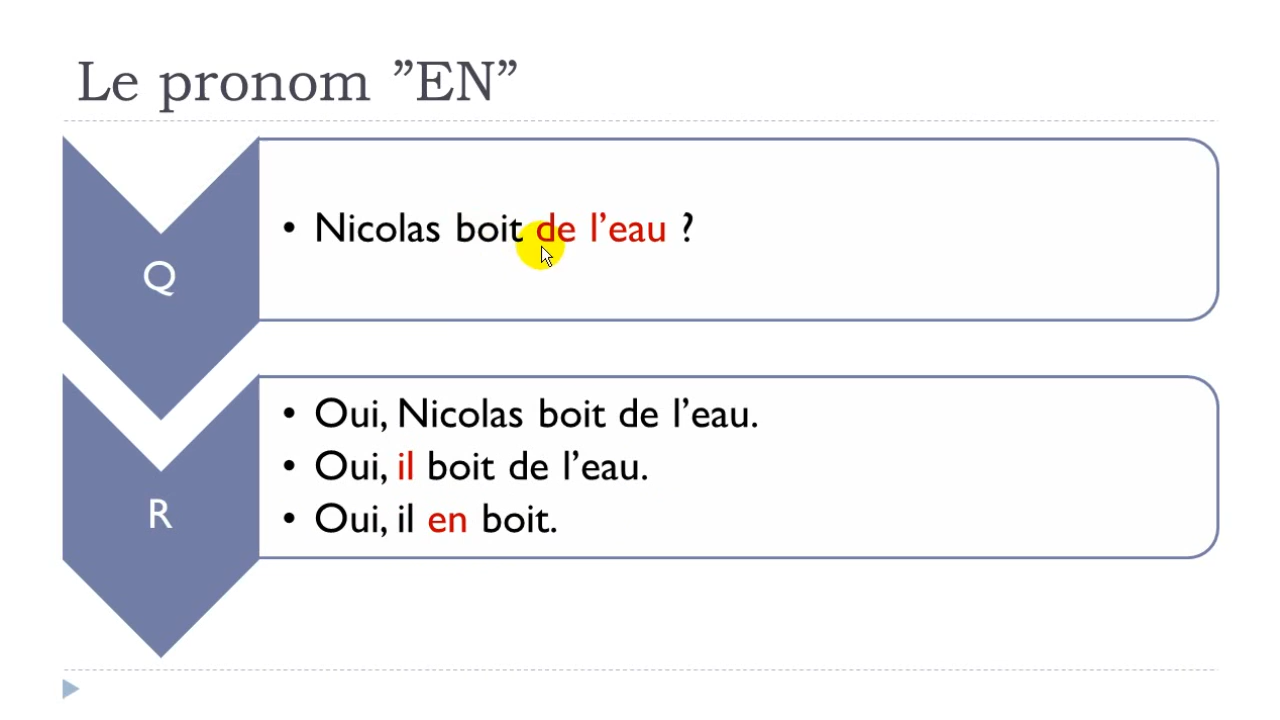 Le pronom ”EN”
Q
• Nicolas boit de l’eau ?
R
• Oui, Nicolas boit de l’eau.
• Oui, il boit de l’eau.
• Oui, il en boit.